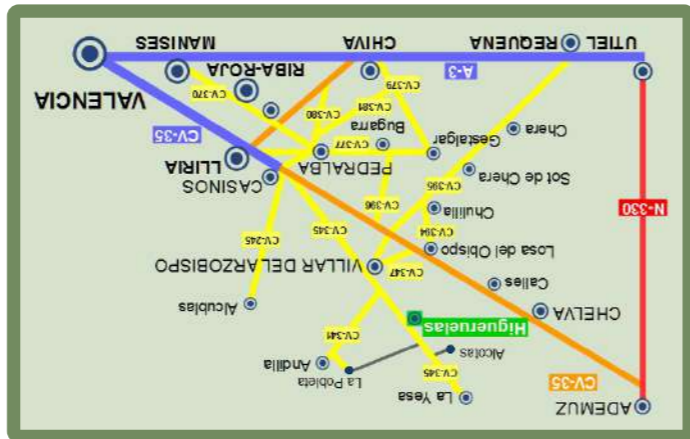 ADEMUZ
La Yesa
CV-345
CV-35
La Pobleta
Andilla
Alcotas
CV-341
Higueruelas
CHELVA
Alcublas
Calles
VILLAR DELARZOBISPO
CV-347
Losa del Obispo
CV-245
CV-345
CV-394
Chulilla
CV-396
N-330
CASINOS
CV-395
Sot de Chera
LLIRIA
PEDRALBA
CV-377
Gestalgar
CV-35
Bugarra
Chera
VALENCIA
CV-370
CV-380
CV-381
CV-379
RIBA-ROJA
A-3
MANISES
CHIVA
REQUENA
UTIEL